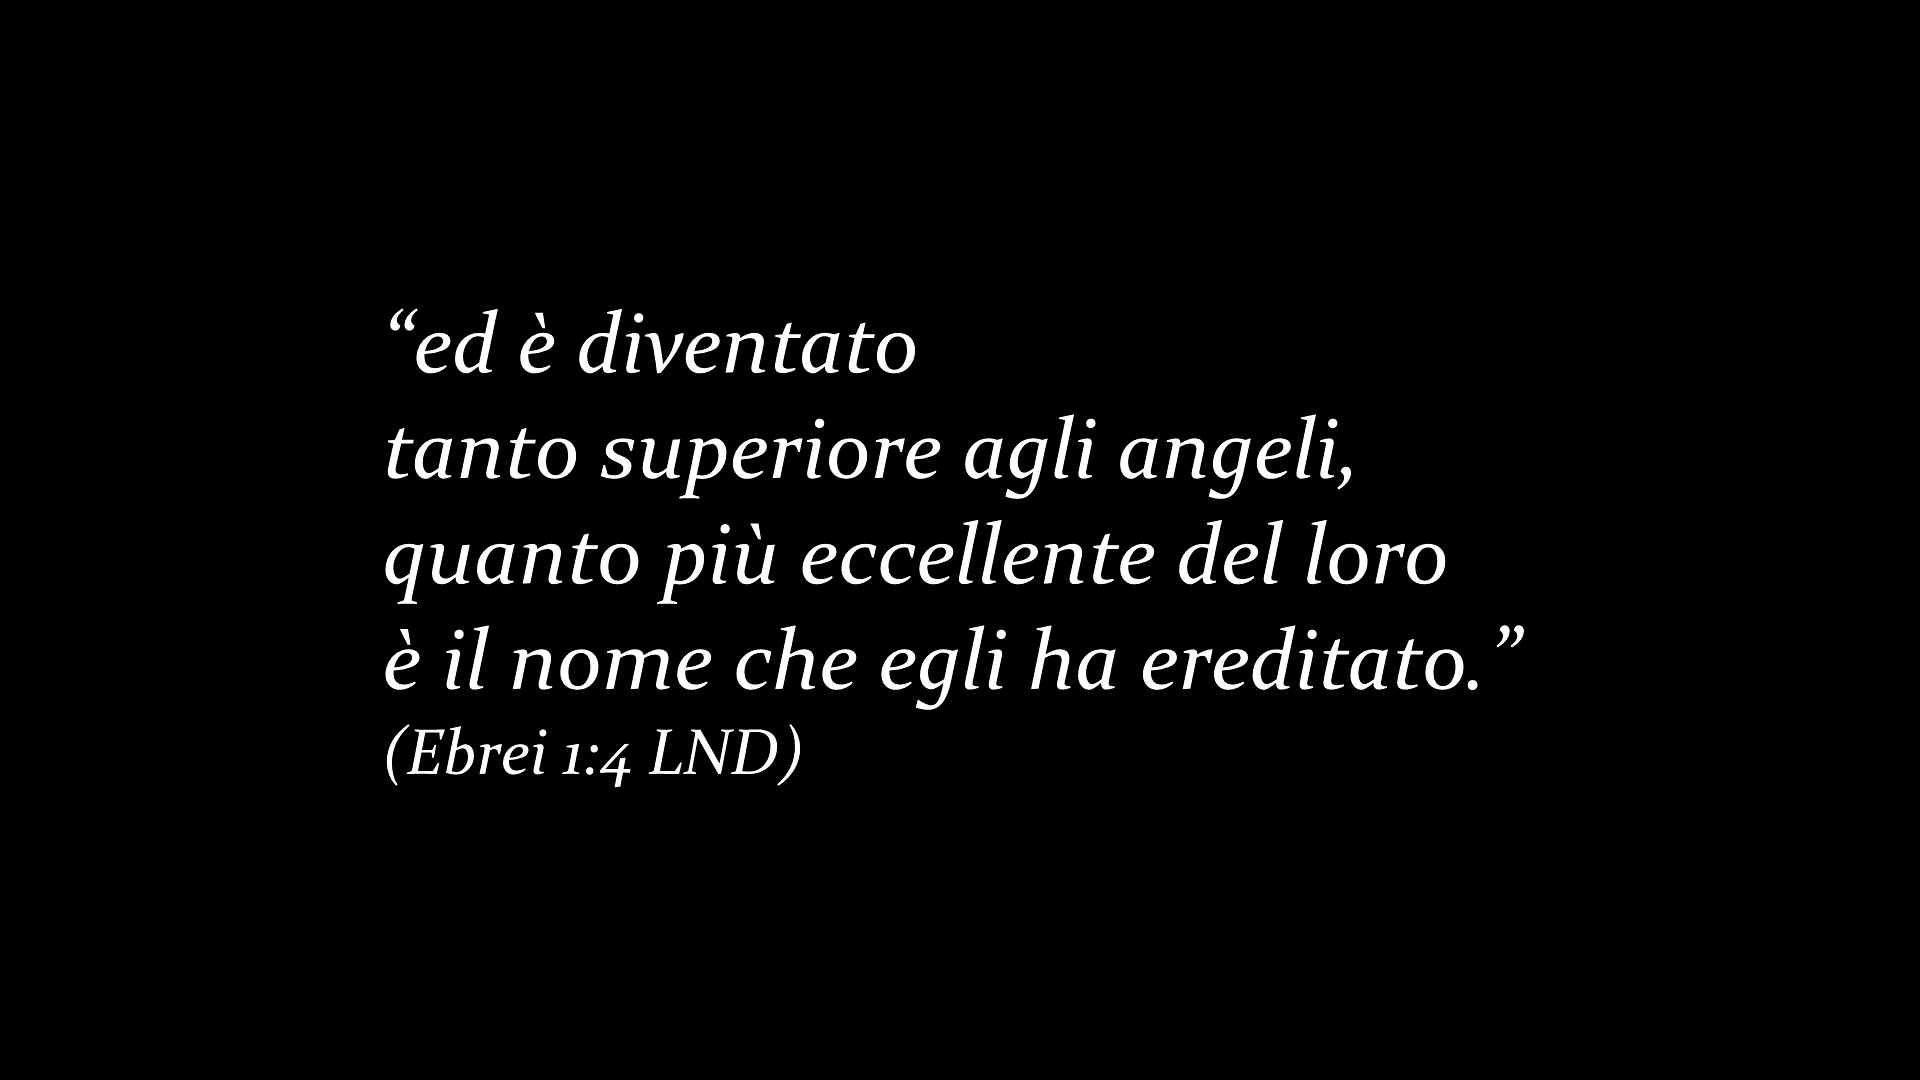 “ed è diventato
tanto superiore agli angeli,
quanto più eccellente del loro
è il nome che egli ha ereditato.”
(Ebrei 1:4 LND)